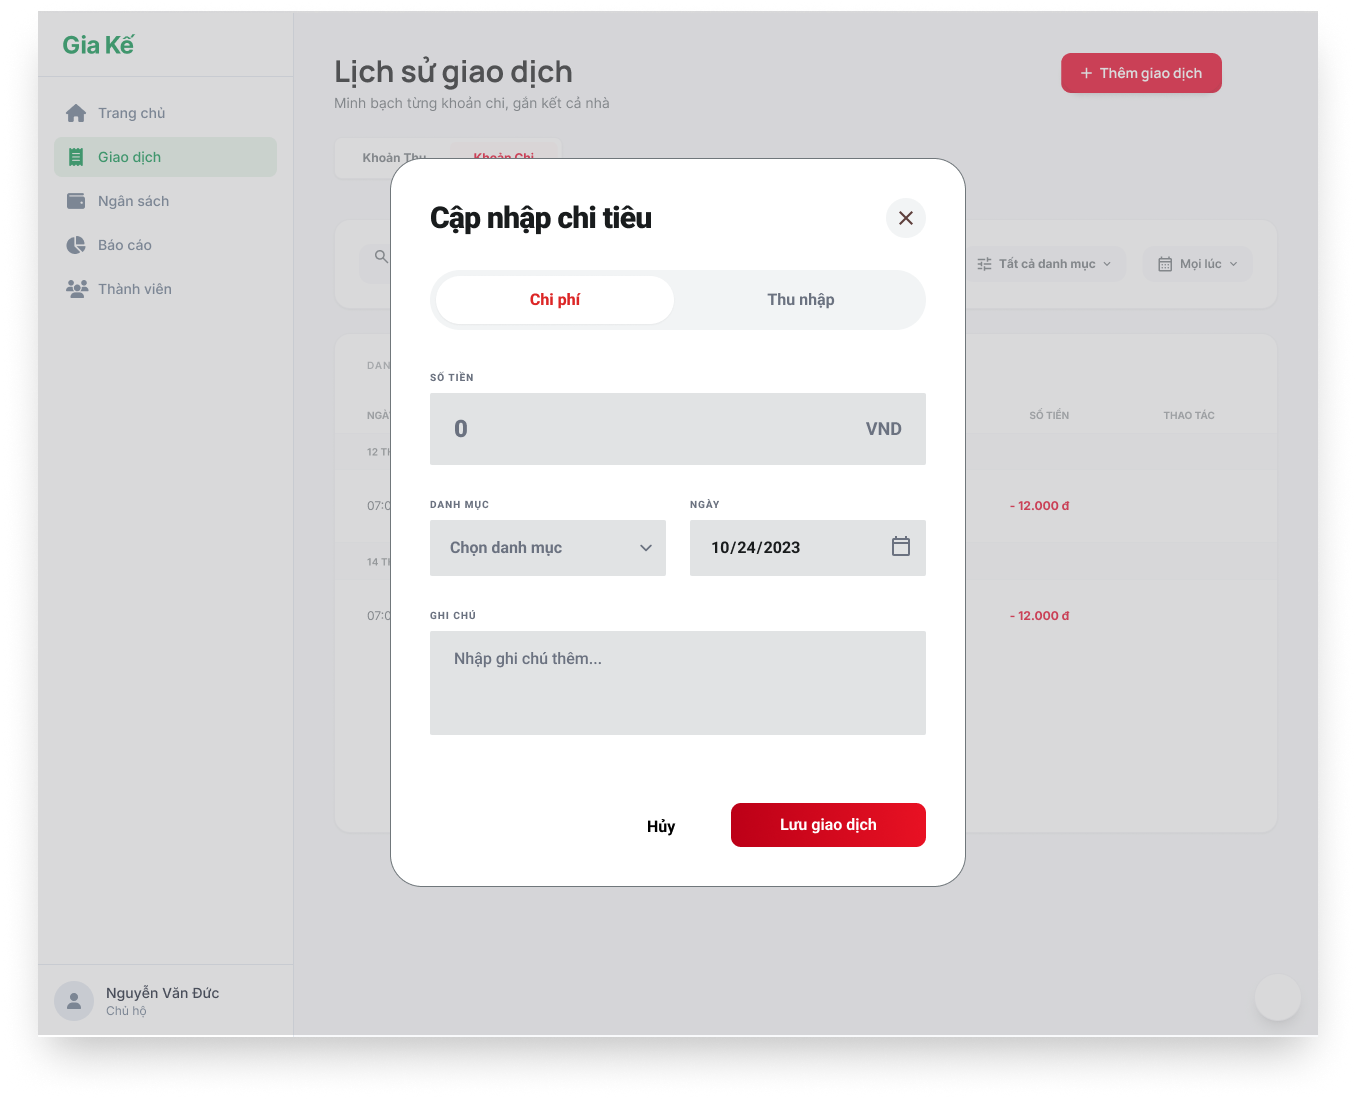 Gia Kế
Trang chủ
Giao dịch
Ngân sách
Báo cáo
Thành viên
Nguyễn Văn Đức
Chủ hộ
Lịch sử giao dịch
Minh bạch từng khoản chi, gắn kết cả nhà
+ Thêm giao dịch
Khoản Thu
Khoản Chi
Tất cả danh mục
Mọi lúc
SỐ TIỀN
THAO TÁC
- 12.000 đ
- 12.000 đ
Cập nhập chi tiêu
Chi phí
Thu nhập
SỐ TIỀN
0
VND
DANH MỤC
Chọn danh mục
NGÀY
10/24/2023
GHI CHÚ
Nhập ghi chú thêm...
Hủy
Lưu giao dịch